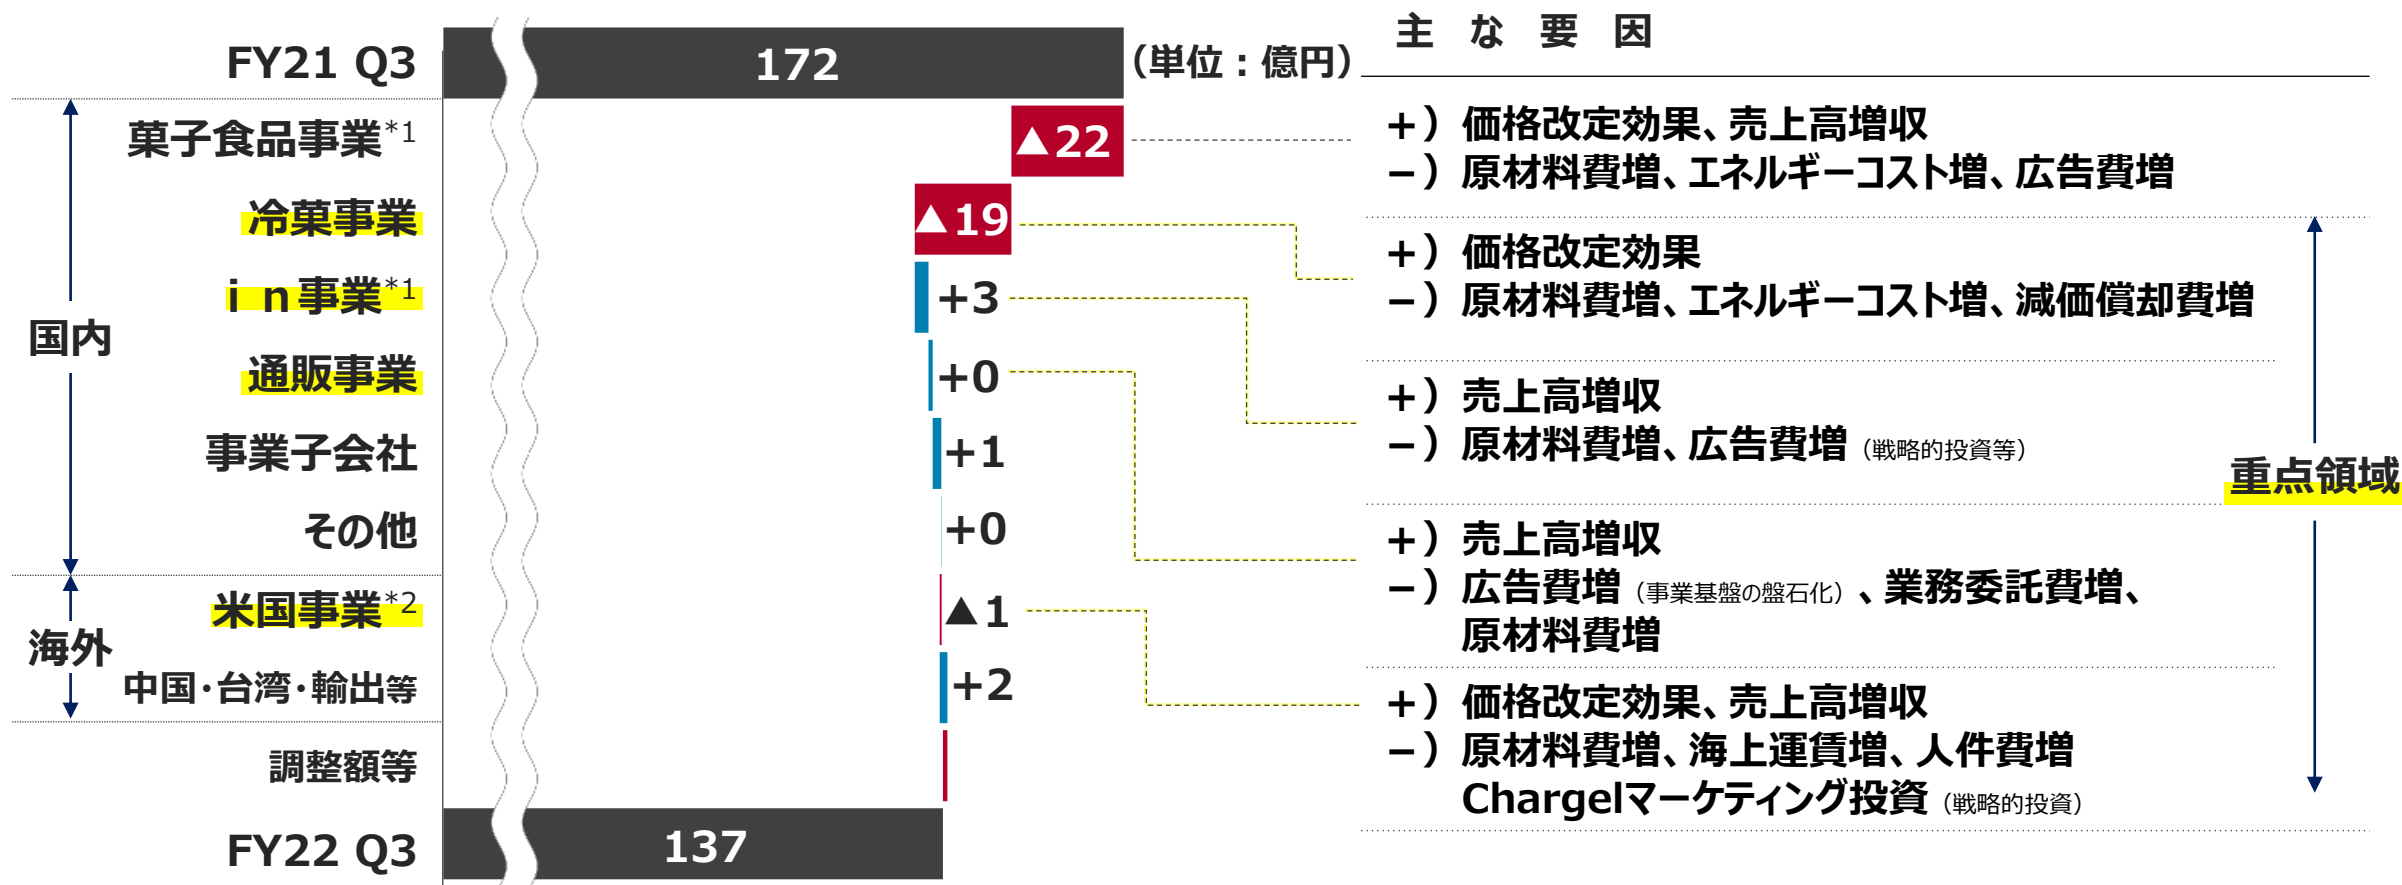 主な要因
FY21 Q3
172
(単位:億円)
国内
菓子食品事業*1
▲22
+)価格改定効果、売上高増収
-)原材料費増、エネルギーコスト増、広告費増
冷菓事業
▲19
+)価格改定効果
-)原材料費増、エネルギーコスト増、減価償却費増
in事業*1
+3
+)売上高増収
-)原材料費増、広告費増(戦略的投資等)
通販事業
+0
+)売上高増収
-)広告費増(事業基盤の盤石化)、業務委託費増、
原材料費増
事業子会社
+1
その他
+0
海外
米国事業*2
▲1
+)価格改定効果、売上高増収
-)原材料費増、海上運賃増、人件費増
Chargelマーケティング投資(戦略的投資)
中国・台湾・輸出等
+2
調整額等
FY22 Q3
137
重点領域